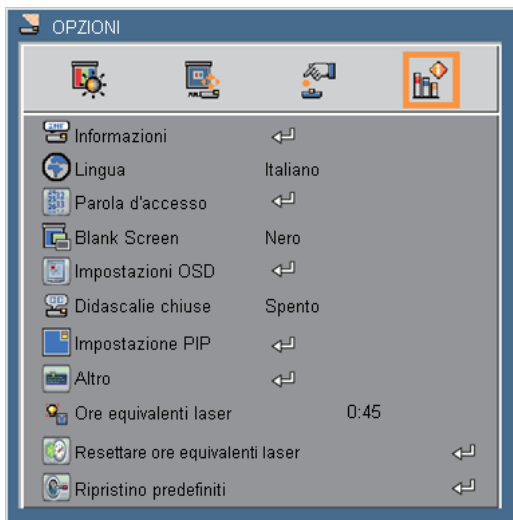 OPZIONI
Informazioni
Lingua Italiano
Parola d'accesso
Blank Screen Nero
Impostazioni OSD
Didascalie chiuse Spento
Impostazione PIP
Altro
Ore equivalenti laser 0:45
Resettare ore equivalenti laser
Ripristino predefiniti